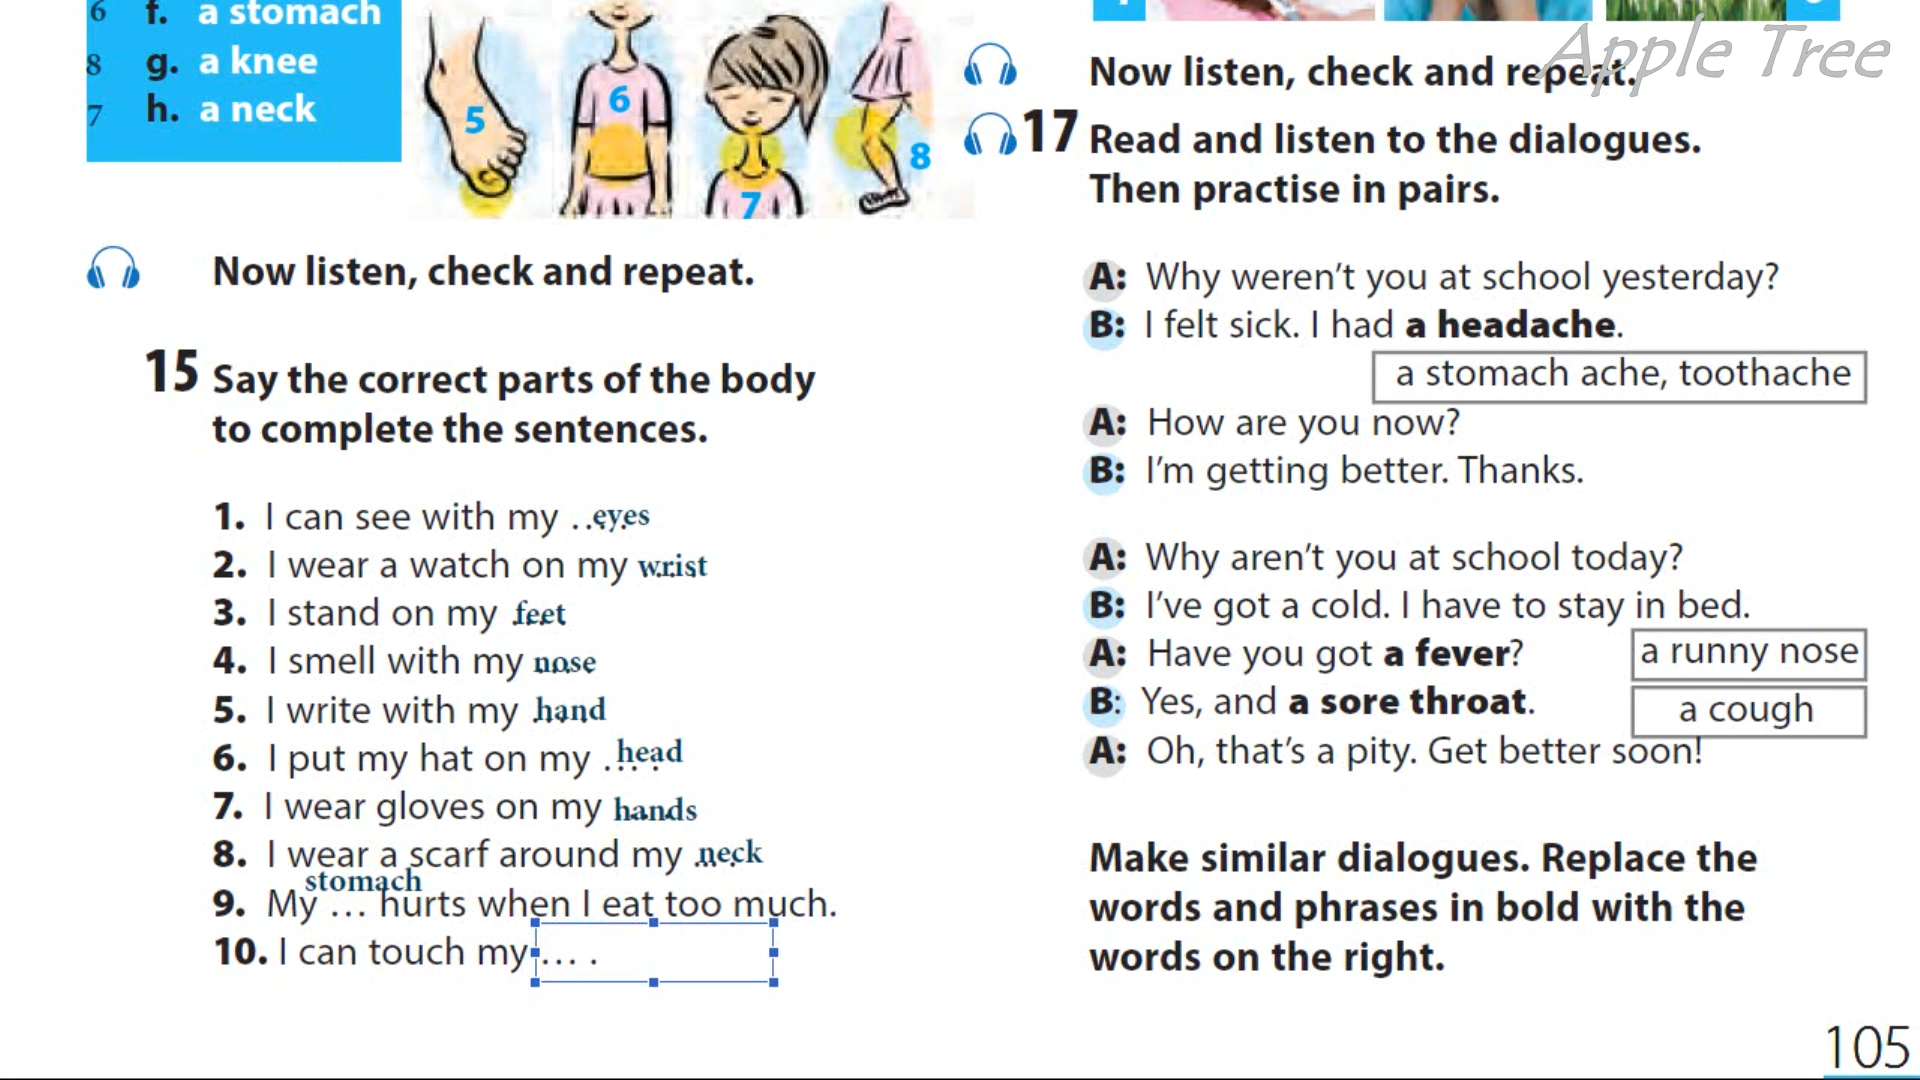 6 f. a stomach
8 g. a knee
7 h. a neck
5
6
7
8
Now listen, check and repeat.
15 Say the correct parts of the body
to complete the sentences.
1. I can see with my .... eyes
2. I wear a watch on my wrist
3. I stand on my feet
4. I smell with my nose
5. I write with my hand
6. I put my hat on my … . head
7. I wear gloves on my hands
8. I wear a scarf around my neck
stomach
9. My … hurts when I eat too much.
10. I can touch my … .
Apple Tree
Now listen, check and repeat.
17 Read and listen to the dialogues.
Then practise in pairs.
A: Why weren’t you at school yesterday?
B: I felt sick. I had a headache.
a stomach ache, toothache
A: How are you now?
B: I’m getting better. Thanks.
A: Why aren’t you at school today?
B: I’ve got a cold. I have to stay in bed.
A: Have you got a fever? a runny nose
B: Yes, and a sore throat. a cough
A: Oh, that’s a pity. Get better soon!
Make similar dialogues. Replace the
words and phrases in bold with the
words on the right.
105